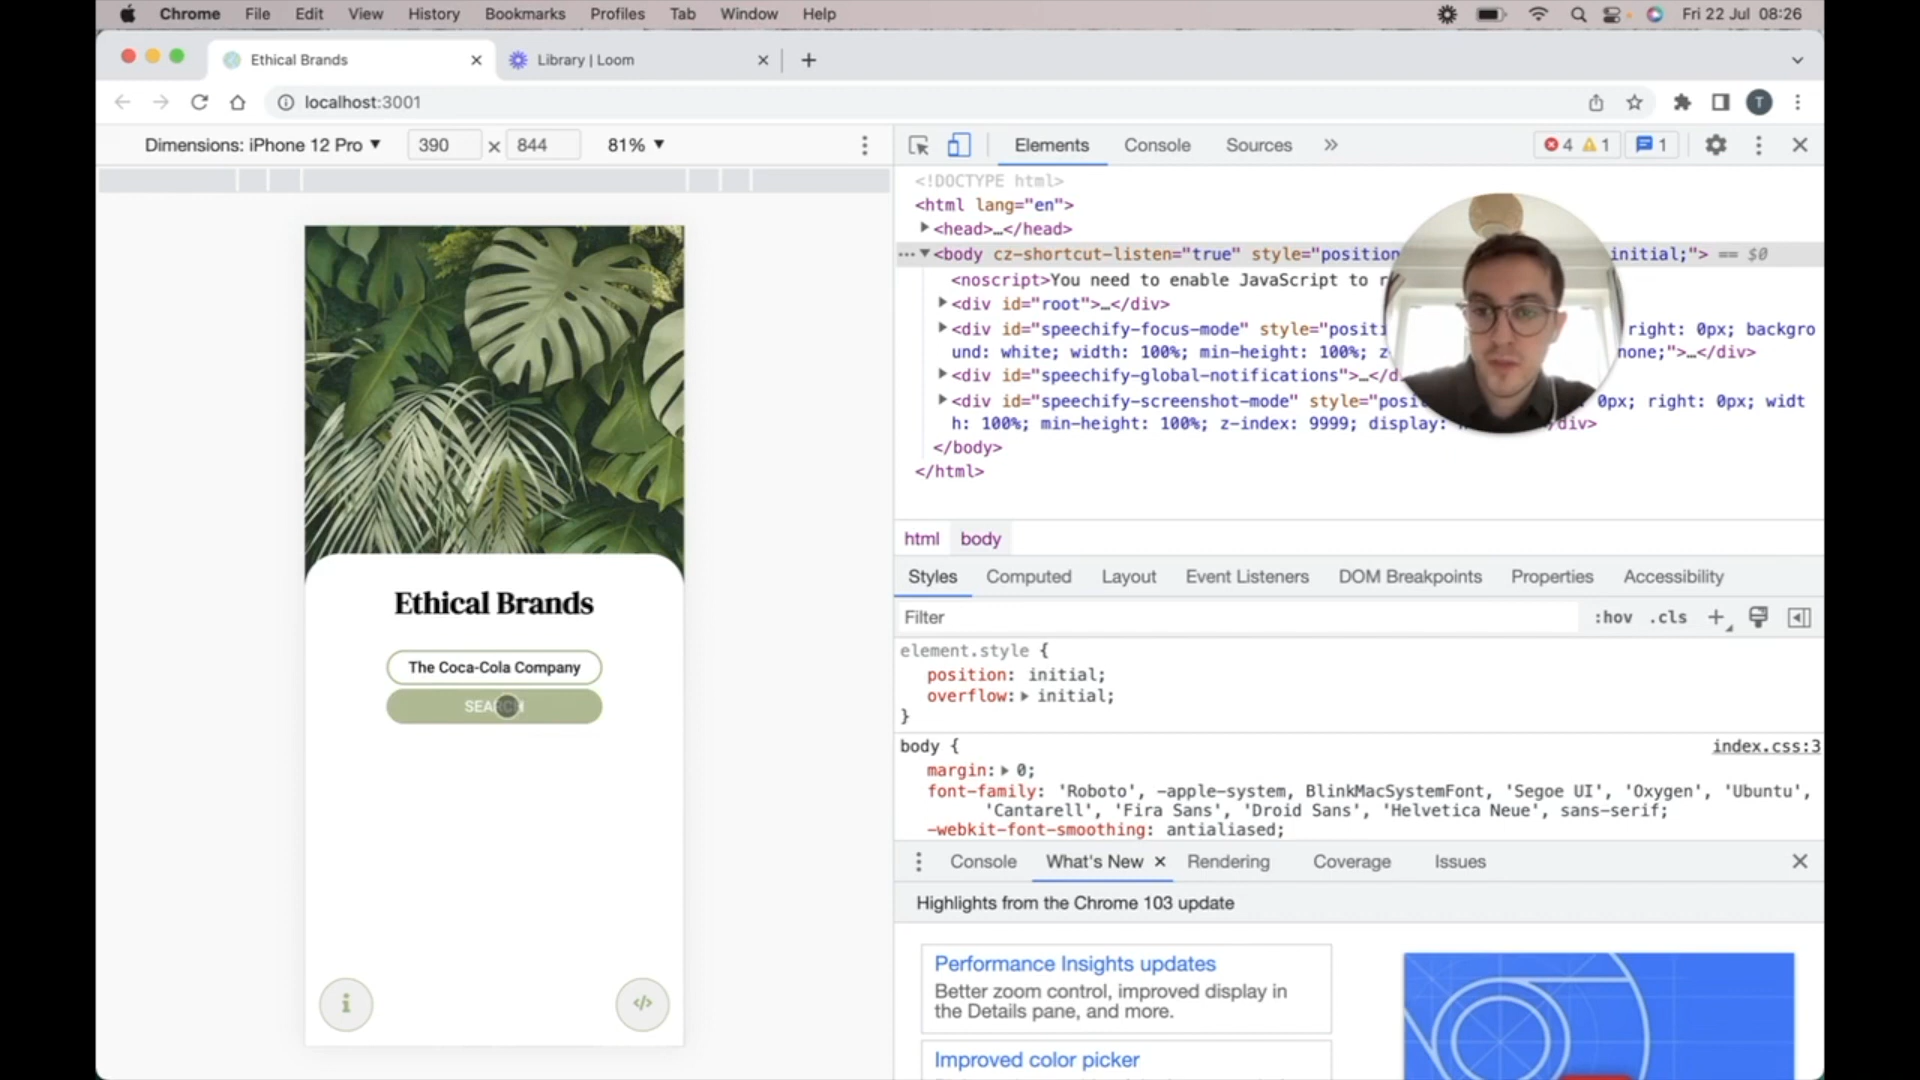 Chrome File Edit View History Bookmarks Profiles Tab Window Help Fri 22 Jul 08:26
Ethical Brands Library | Loom
localhost:3001 T
Dimensions: iPhone 12 Pro 390 × 844 81%
Elements Console Sources 4 1 1
<!DOCTYPE html>
<html lang="en">
<head>…</head>
<body cz-shortcut-listen="true" style="position initial;"> == $0
<noscript>You need to enable JavaScript to r
<div id="root">…</div>
<div id="speechify-focus-mode" style="positi right: 0px; backgro
und: white; width: 100%; min-height: 100%; z none;">…</div>
<div id="speechify-global-notifications">…</d
<div id="speechify-screenshot-mode" style="posi 0px; right: 0px; widt
h: 100%; min-height: 100%; z-index: 9999; display: /div>
</body>
</html>
html body
Styles Computed Layout Event Listeners DOM Breakpoints Properties Accessibility
Filter :hov .cls
element.style {
position: initial;
overflow: initial;
}
body { index.css:3
margin: 0;
font-family: 'Roboto', -apple-system, BlinkMacSystemFont, 'Segoe UI', 'Oxygen', 'Ubuntu',
'Cantarell', 'Fira Sans', 'Droid Sans', 'Helvetica Neue', sans-serif;
-webkit-font-smoothing: antialiased;
Console What's New Rendering Coverage Issues
Highlights from the Chrome 103 update
Performance Insights updates
Better zoom control, improved display in
the Details pane, and more.
Improved color picker
Ethical Brands
The Coca-Cola Company
SEARCH